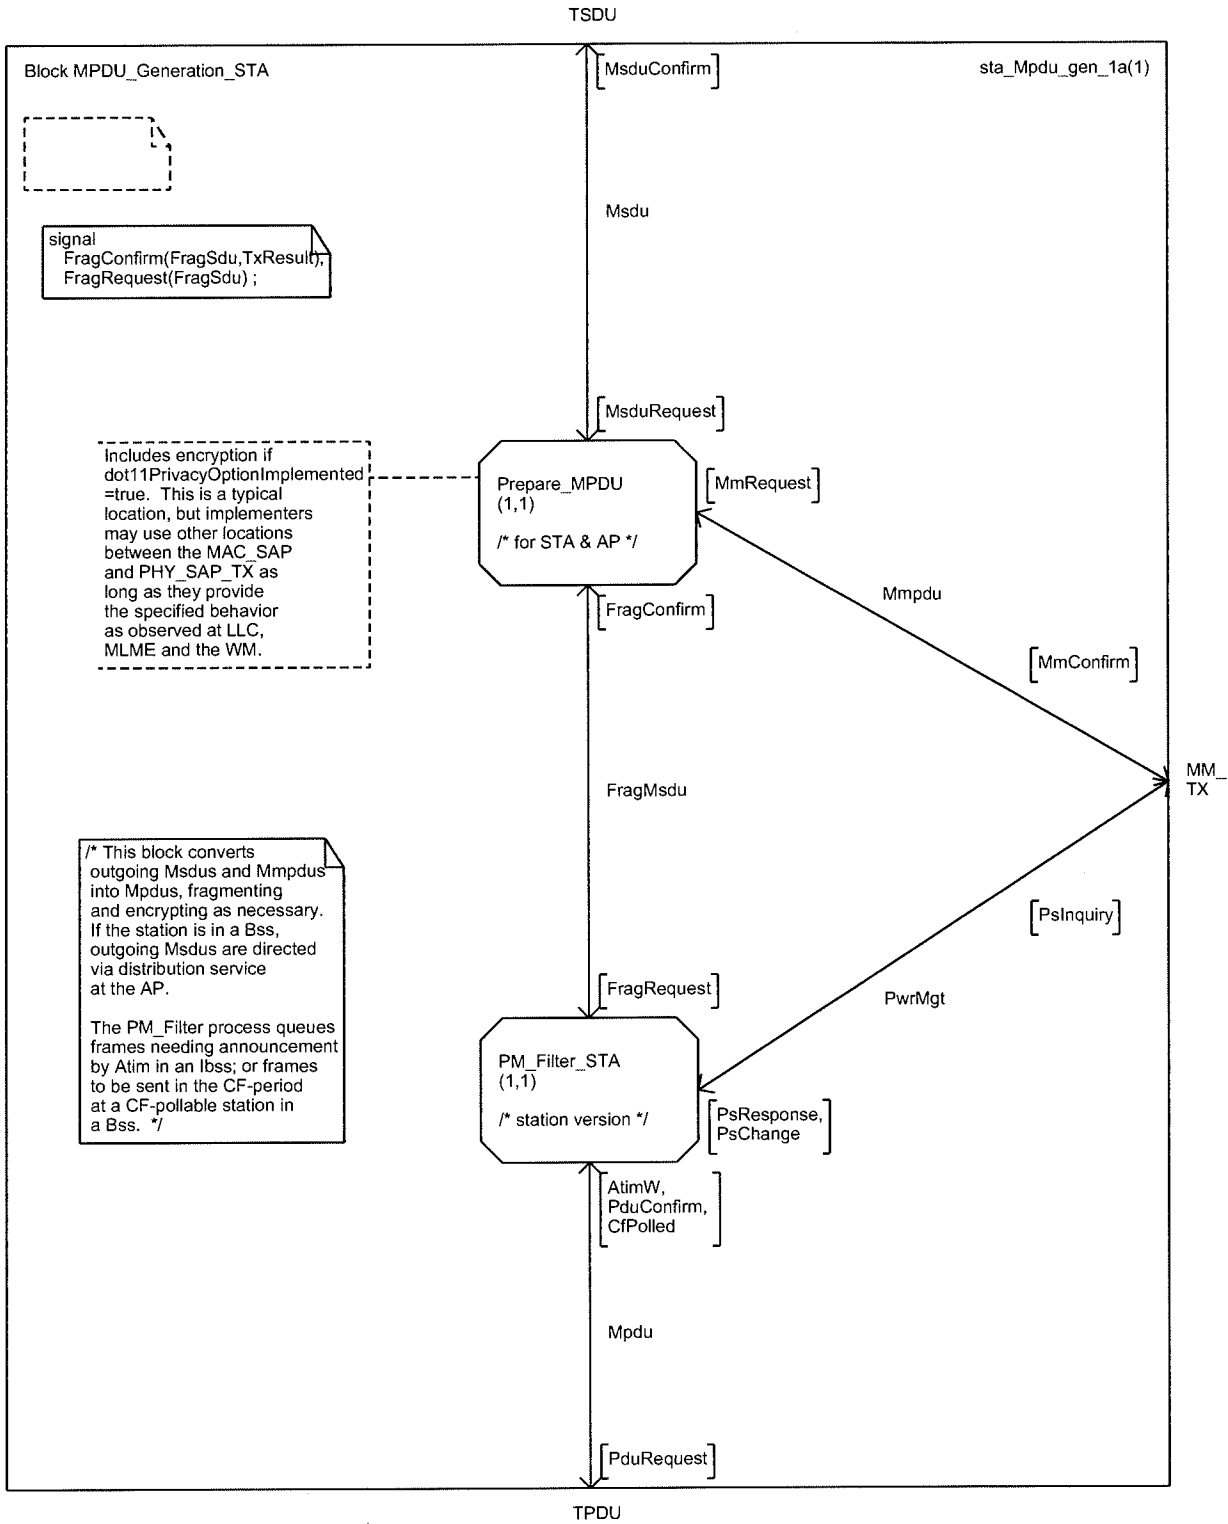 TSDU
Block MPDU_Generation_STA
sta_Mpdu_gen_1a(1)
[MsduConfirm]
Msdu
signal
FragConfirm(FragSdu,TxResult),
FragRequest(FragSdu) ;
[MsduRequest]
Includes encryption if
dot11PrivacyOptionImplemented
=true. This is a typical
location, but implementers
may use other locations
between the MAC_SAP
and PHY_SAP_TX as
long as they provide
the specified behavior
as observed at LLC,
MLME and the WM.
Prepare_MPDU
(1,1)
/* for STA & AP */
[MmRequest]
[FragConfirm]
Mmpdu
[MmConfirm]
MM_
TX
FragMsdu
/* This block converts
outgoing Msdus and Mmpdus
into Mpdus, fragmenting
and encrypting as necessary.
If the station is in a Bss,
outgoing Msdus are directed
via distribution service
at the AP.
The PM_Filter process queues
frames needing announcement
by Atim in an Ibss; or frames
to be sent in the CF-period
at a CF-pollable station in
a Bss. */
[PsInquiry]
[FragRequest]
PwrMgt
PM_Filter_STA
(1,1)
/* station version */
[PsResponse,
PsChange]
[AtimW,
PduConfirm,
CfPolled]
Mpdu
[PduRequest]
TPDU